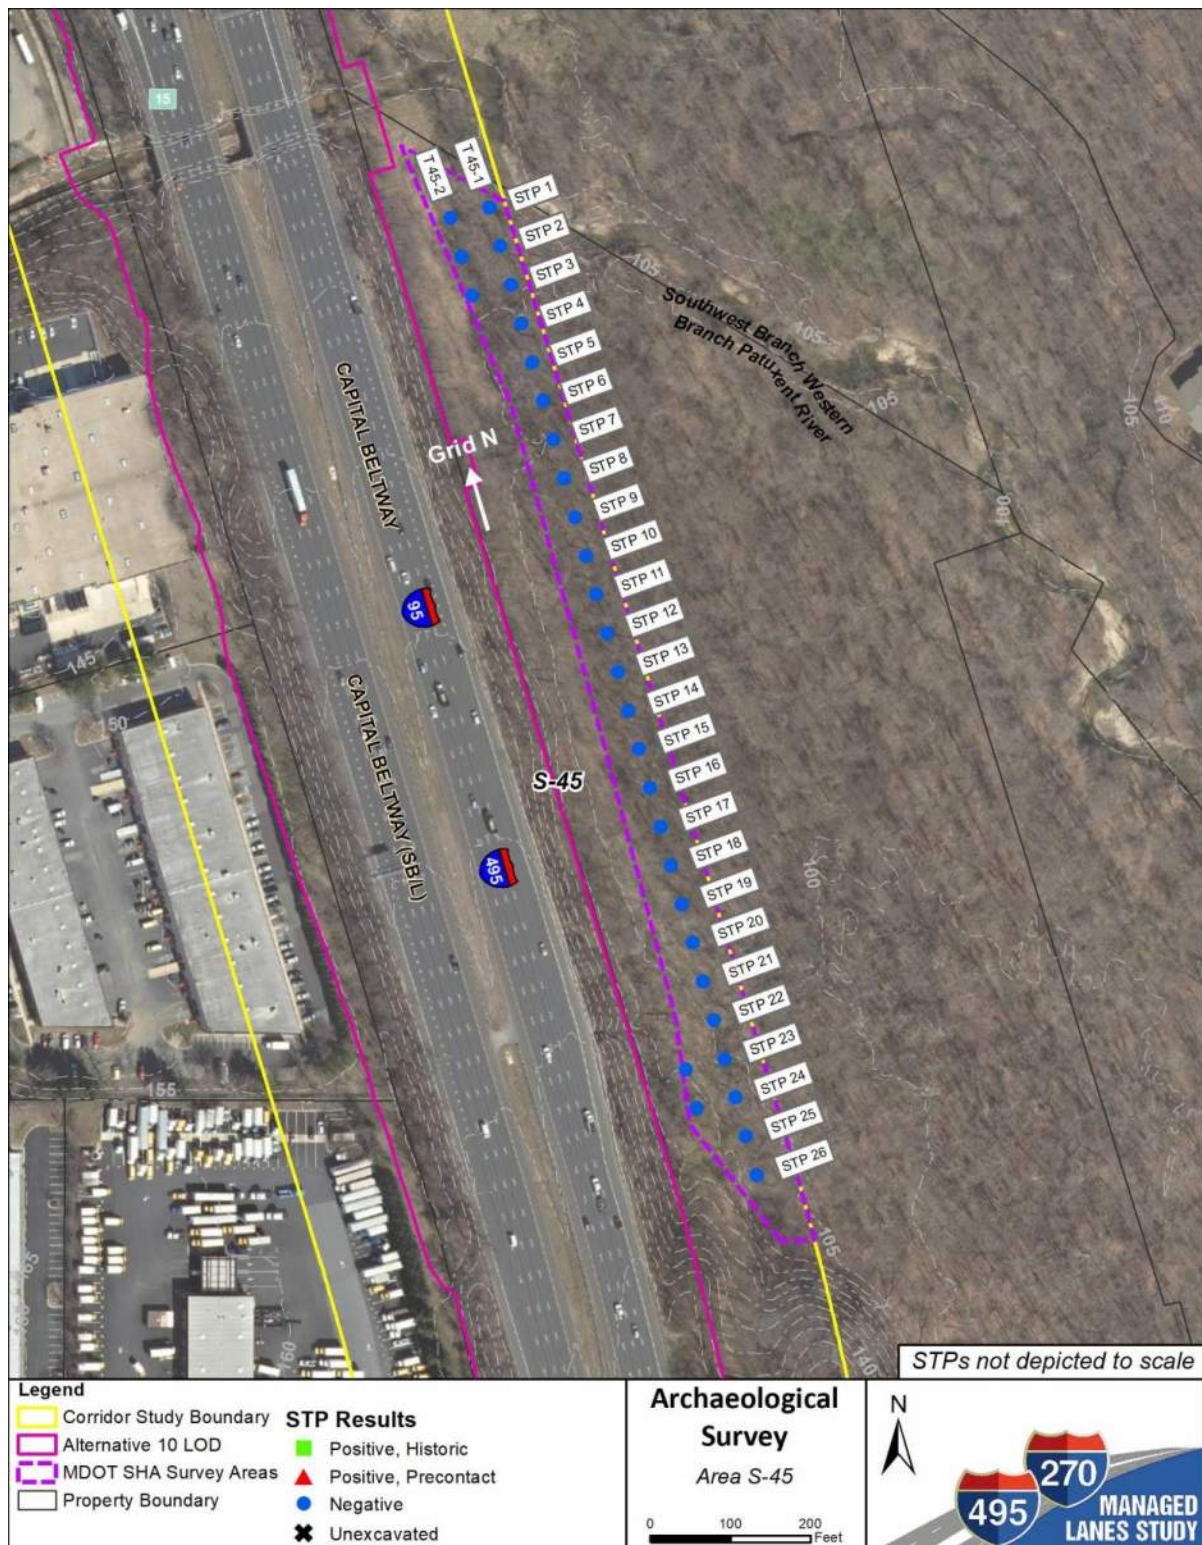 15
T 45-2
T 45-1
STP 1
STP 2
STP 3
STP 4
STP 5
STP 6
STP 7
STP 8
STP 9
STP 10
STP 11
STP 12
STP 13
STP 14
STP 15
STP 16
STP 17
STP 18
STP 19
STP 20
STP 21
STP 22
STP 23
STP 24
STP 25
STP 26
105
105
105
Southwest Branch Western
Branch Patuxent River
105
110
100
100
105
140
Grid N
CAPITAL BELTWAY
95
CAPITAL BELTWAY (SB/L)
S-45
495
145
150
155
165
160
STPs not depicted to scale
Legend
Corridor Study Boundary
Alternative 10 LOD
MDOT SHA Survey Areas
Property Boundary
STP Results
Positive, Historic
Positive, Precontact
Negative
Unexcavated
Archaeological
Survey
Area S-45
0 100 200
Feet
N
495
270
MANAGED
LANES STUDY